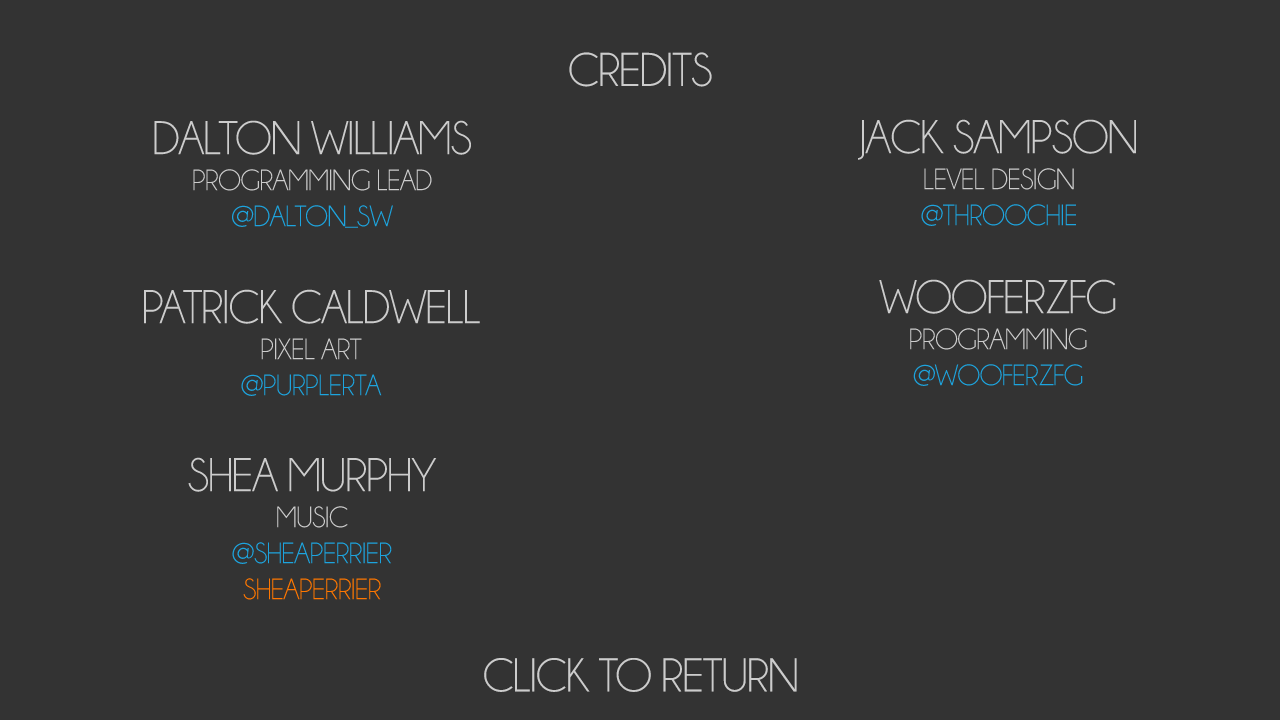 CREDITS
DALTON WILLIAMS
PROGRAMMING LEAD
@DALTON_SW
PATRICK CALDWELL
PIXEL ART
@PURPLERTA
SHEA MURPHY
MUSIC
@SHEAPERRIER
SHEAPERRIER
JACK SAMPSON
LEVEL DESIGN
@THROOCHIE
WOOFERZFG
PROGRAMMING
@WOOFERZFG
CLICK TO RETURN